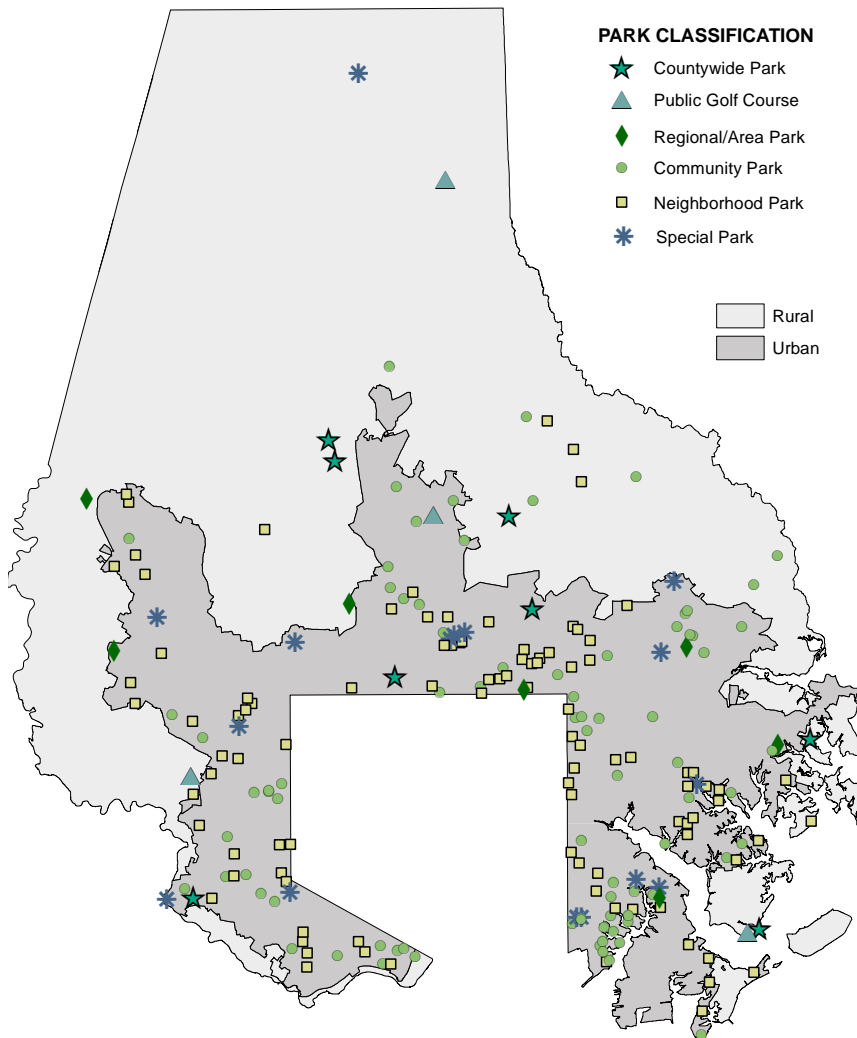 PARK CLASSIFICATION
Countywide Park
Public Golf Course
Regional/Area Park
Community Park
Neighborhood Park
Special Park
Rural
Urban